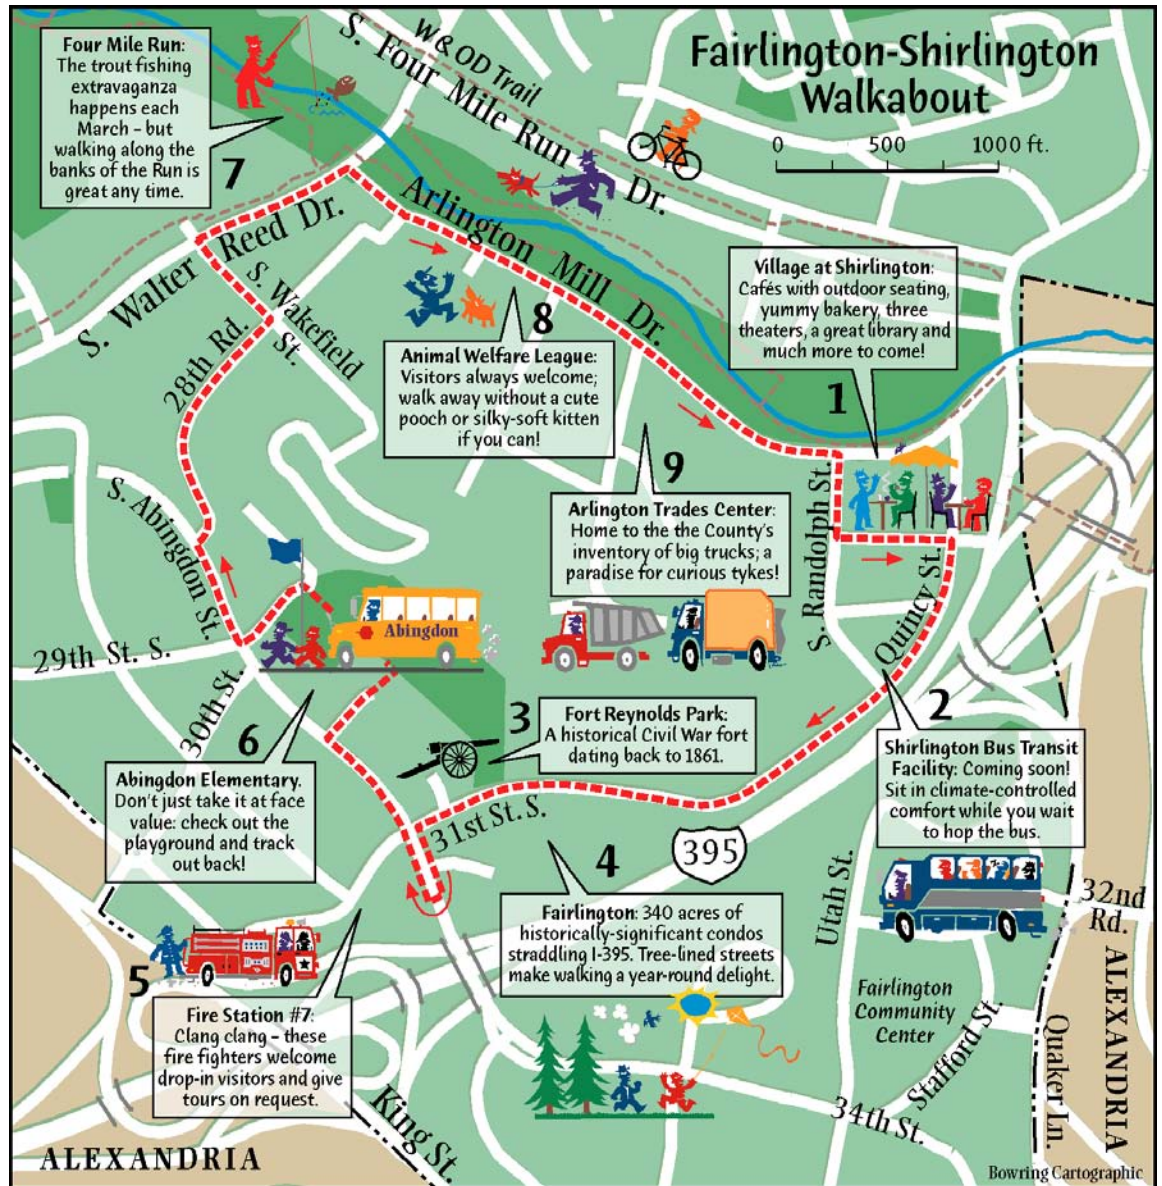 Fairlington-Shirlington
Walkabout
0 500 1000 ft.
Four Mile Run:
The trout fishing
extravaganza
happens each
March - but
walking along the
banks of the Run is
great any time.
7
W & OD Trail
S. Four Mile Run Dr.
Arlington Mill Dr.
S. Walter Reed Dr.
S. Wakefield St.
28th Rd.
Village at Shirlington:
Cafés with outdoor seating,
yummy bakery, three
theaters, a great library and
much more to come!
1
8
Animal Welfare League:
Visitors always welcome;
walk away without a cute
pooch or silky-soft kitten
if you can!
9
Arlington Trades Center:
Home to the the County's
inventory of big trucks; a
paradise for curious tykes!
S. Randolph St.
Quincy St.
S. Abingdon St.
29th St. S.
30th St.
Abingdon
6
Abingdon Elementary.
Don't just take it at face
value: check out the
playground and track
out back!
3
Fort Reynolds Park:
A historical Civil War fort
dating back to 1861.
2
Shirlington Bus Transit
Facility: Coming soon!
Sit in climate-controlled
comfort while you wait
to hop the bus.
31st St. S.
395
4
Fairlington: 340 acres of
historically-significant condos
straddling I-395. Tree-lined streets
make walking a year-round delight.
Utah St.
32nd
Rd.
5
Fire Station #7:
Clang clang - these
fire fighters welcome
drop-in visitors and give
tours on request.
Fairlington
Community
Center
Stafford St.
34th St.
Quaker Ln.
ALEXANDRIA
King St.
ALEXANDRIA
Bowring Cartographic